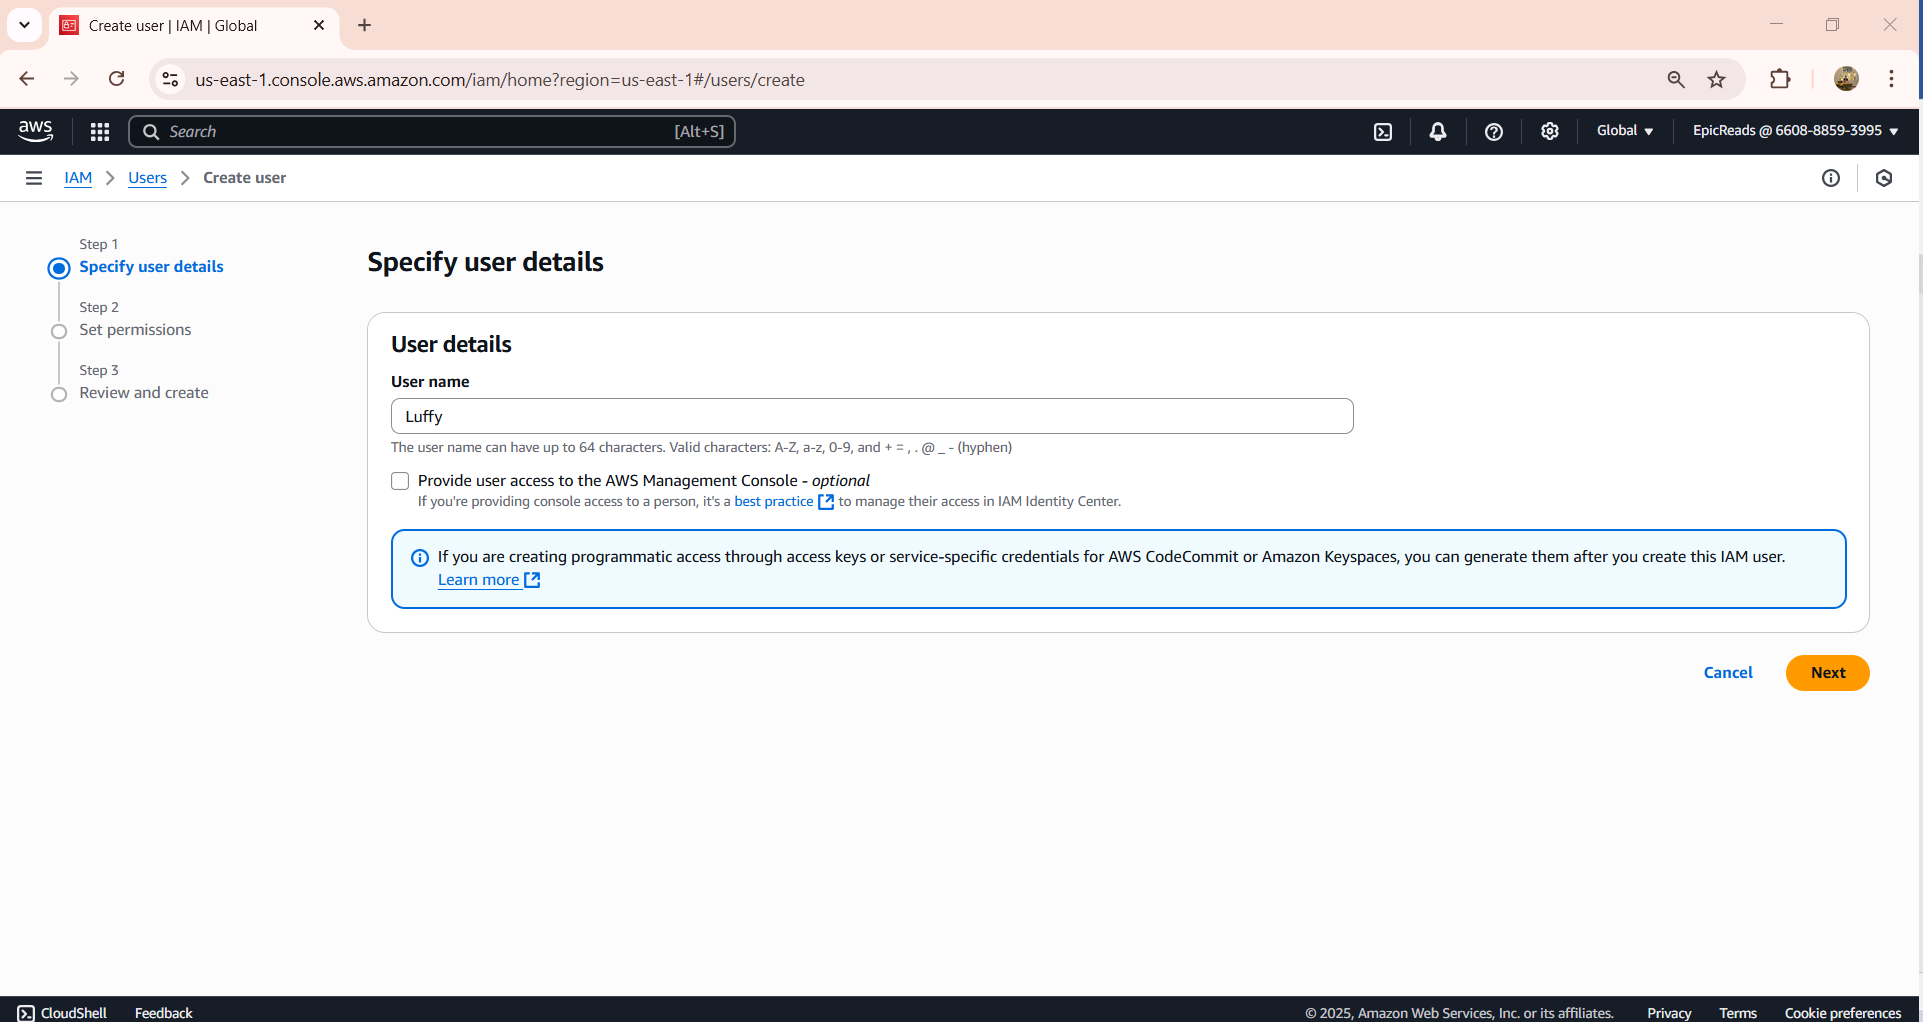 Create user | IAM | Global
us-east-1.console.aws.amazon.com/iam/home?region=us-east-1#/users/create
aws
Search [Alt+S]
Global
EpicReads @ 6608-8859-3995
IAM > Users > Create user
Step 1
Specify user details
Step 2
Set permissions
Step 3
Review and create
Specify user details
User details
User name
Luffy
The user name can have up to 64 characters. Valid characters: A-Z, a-z, 0-9, and + = , . @ _ - (hyphen)
Provide user access to the AWS Management Console - optional
If you're providing console access to a person, it's a best practice to manage their access in IAM Identity Center.
If you are creating programmatic access through access keys or service-specific credentials for AWS CodeCommit or Amazon Keyspaces, you can generate them after you create this IAM user.
Learn more
Cancel
Next
CloudShell
Feedback
© 2025, Amazon Web Services, Inc. or its affiliates.
Privacy
Terms
Cookie preferences